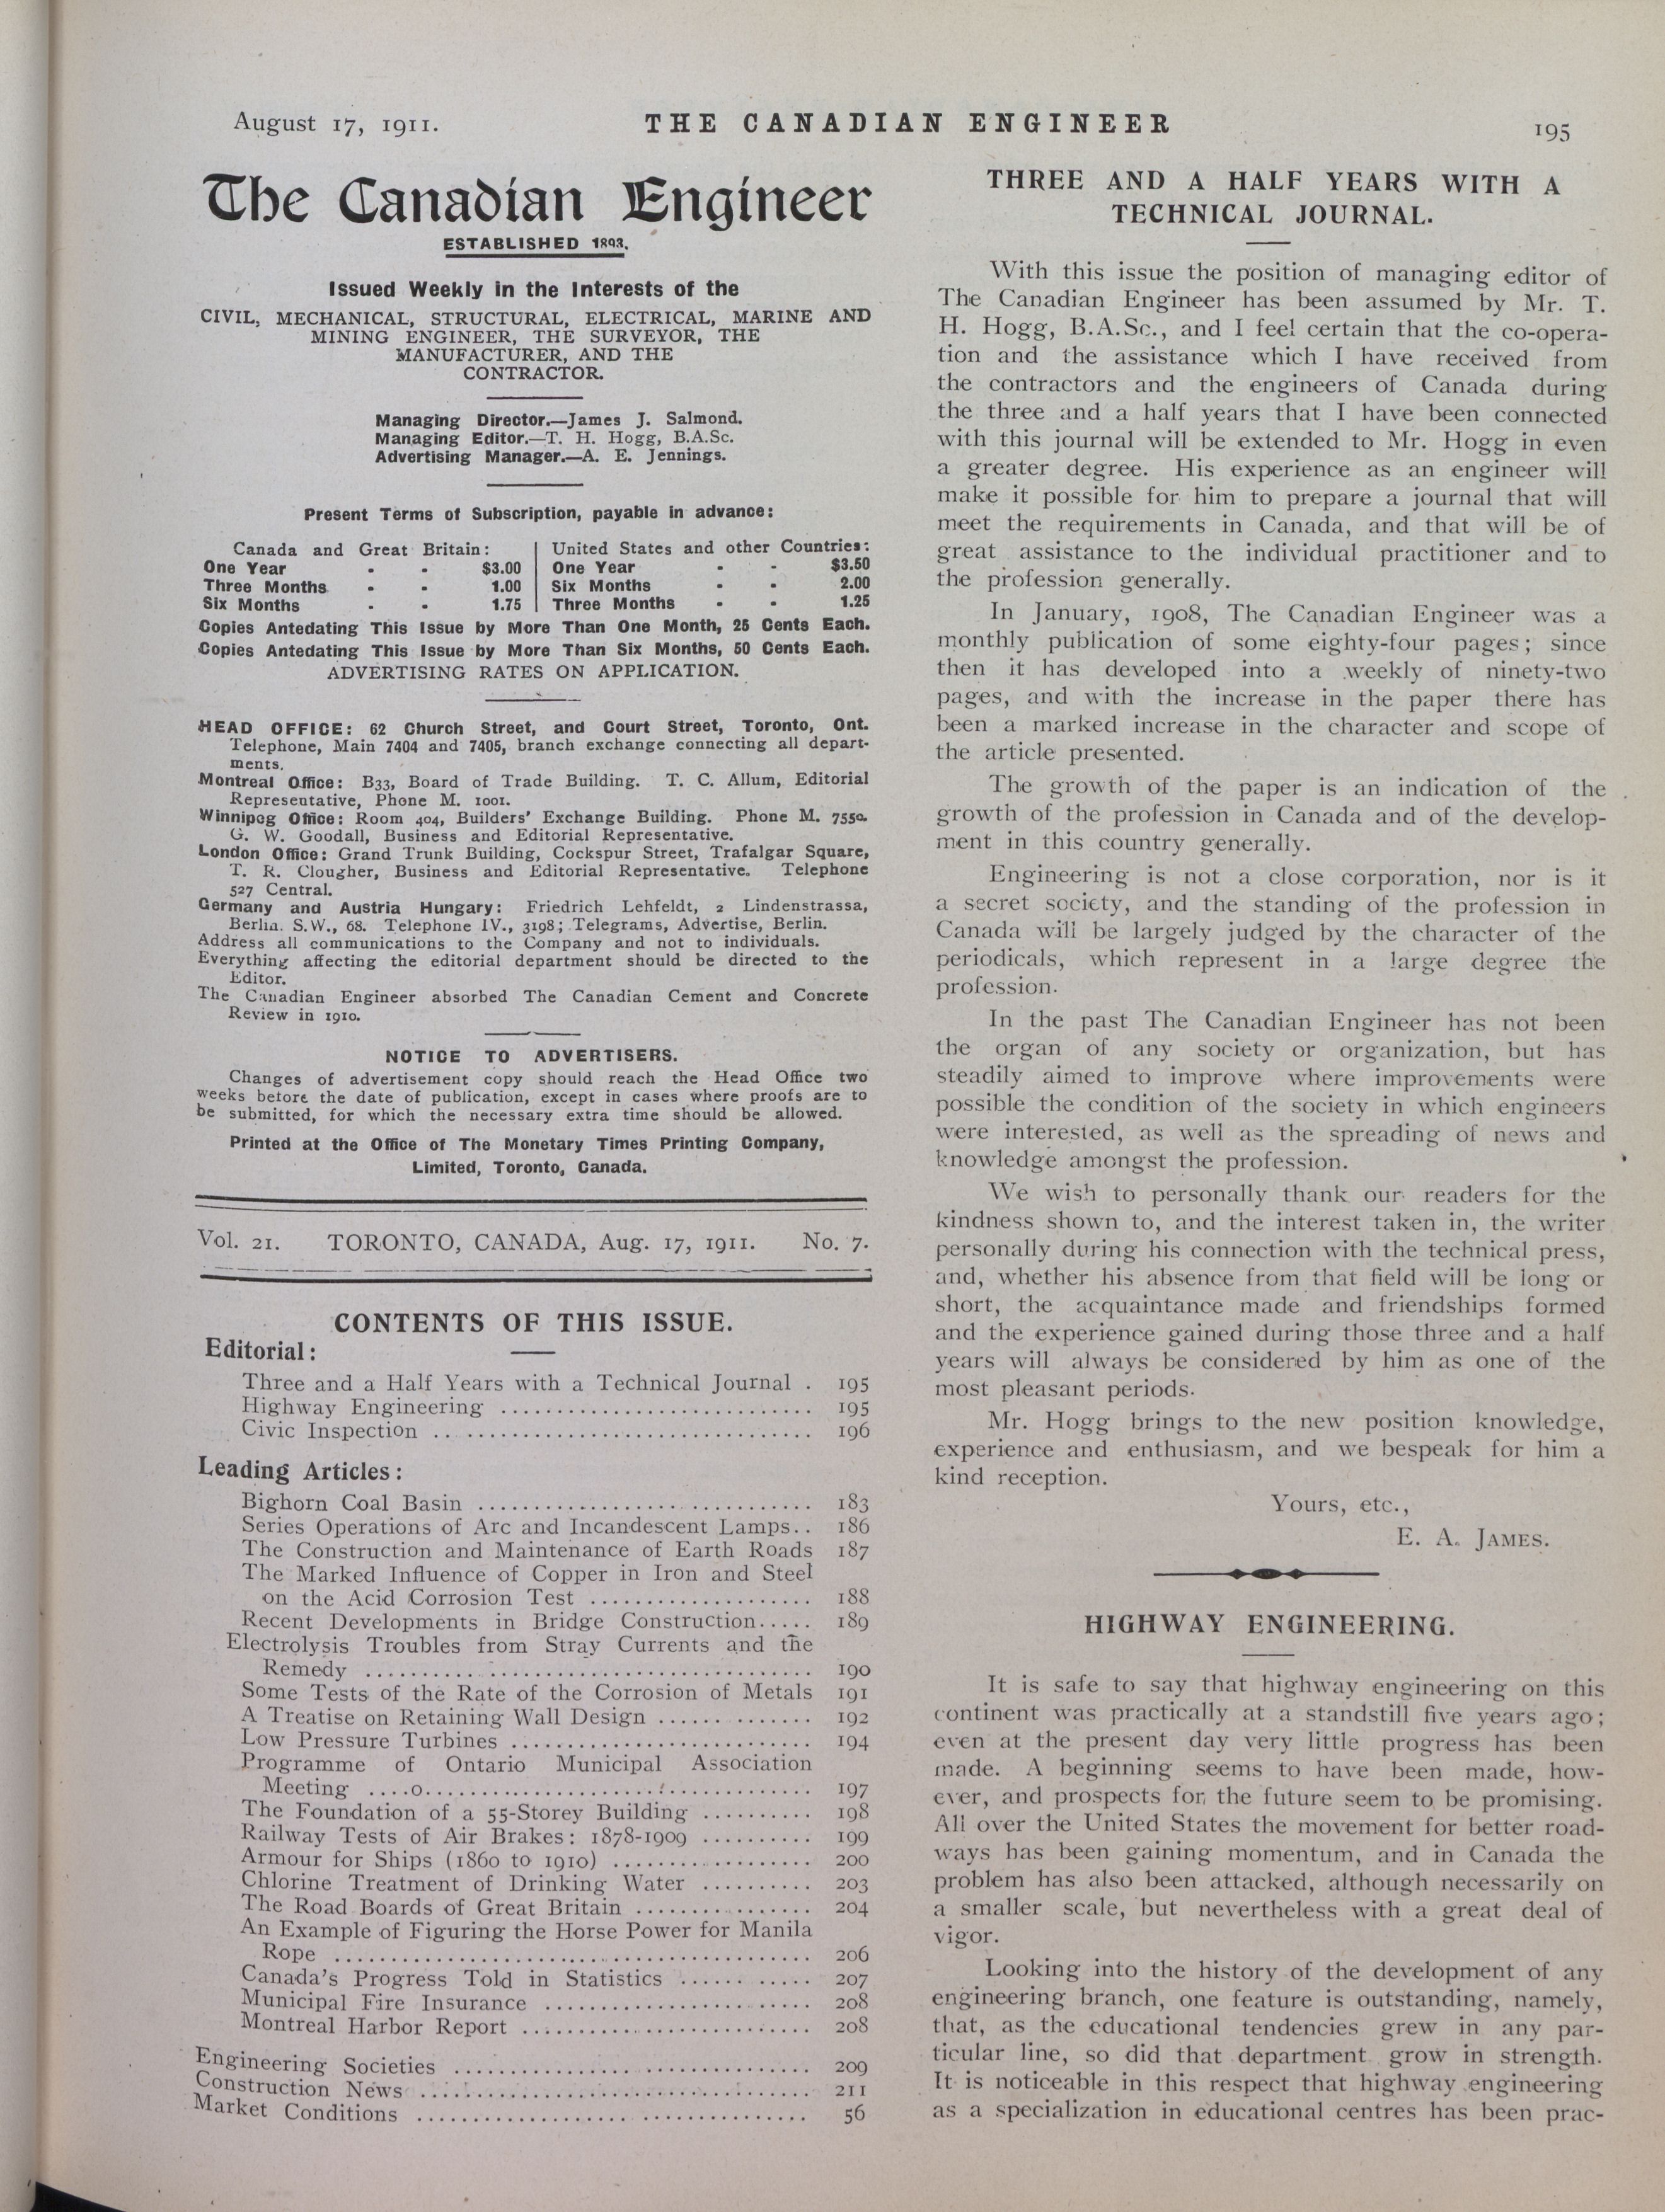 August 17, 1911.
THE CANADIAN ENGINEER
195
The Canadian Engineer
ESTABLISHED 1893.
Issued Weekly in the Interests of the
CIVIL, MECHANICAL, STRUCTURAL, ELECTRICAL, MARINE AND
MINING ENGINEER, THE SURVEYOR, THE
MANUFACTURER, AND THE
CONTRACTOR.
Managing Director.—James J. Salmond.
Managing Editor.—T. H. Hogg, B.A.Sc.
Advertising Manager.—A. E. Jennings.
Present Terms of Subscription, payable in advance:
Canada and Great Britain: United States and other Countries:
One Year - - $3.00 One Year - - $3.50
Three Months - - 1.00 Six Months - - 2.00
Six Months - - 1.75 Three Months - - 1.25
Copies Antedating This Issue by More Than One Month, 25 Cents Each.
Copies Antedating This Issue by More Than Six Months, 50 Cents Each.
ADVERTISING RATES ON APPLICATION.
HEAD OFFICE: 62 Church Street, and Court Street, Toronto, Ont.
Telephone, Main 7404 and 7405, branch exchange connecting all depart-
ments.
Montreal Office: B33, Board of Trade Building. T. C. Allum, Editorial
Representative, Phone M. 1001.
Winnipeg Office: Room 404, Builders' Exchange Building. Phone M. 7550.
G. W. Goodall, Business and Editorial Representative.
London Office: Grand Trunk Building, Cockspur Street, Trafalgar Square,
T. R. Clougher, Business and Editorial Representative. Telephone
527 Central.
Germany and Austria Hungary: Friedrich Lehfeldt, 2 Lindenstrassa,
Berlin. S.W., 68. Telephone IV., 3198; Telegrams, Advertise, Berlin.
Address all communications to the Company and not to individuals.
Everything affecting the editorial department should be directed to the
Editor.
The Canadian Engineer absorbed The Canadian Cement and Concrete
Review in 1910.
NOTICE TO ADVERTISERS.
Changes of advertisement copy should reach the Head Office two
weeks before the date of publication, except in cases where proofs are to
be submitted, for which the necessary extra time should be allowed.
Printed at the Office of The Monetary Times Printing Company,
Limited, Toronto, Canada.
Vol. 21. TORONTO, CANADA, Aug. 17, 1911. No. 7.
CONTENTS OF THIS ISSUE.
Editorial:
Three and a Half Years with a Technical Journal . 195
Highway Engineering ............................ 195
Civic Inspection .................................. 196
Leading Articles:
Bighorn Coal Basin .............................. 183
Series Operations of Arc and Incandescent Lamps.. 186
The Construction and Maintenance of Earth Roads 187
The Marked Influence of Copper in Iron and Steel
on the Acid Corrosion Test .................... 188
Recent Developments in Bridge Construction..... 189
Electrolysis Troubles from Stray Currents and the
Remedy ........................................ 190
Some Tests of the Rate of the Corrosion of Metals 191
A Treatise on Retaining Wall Design .............. 192
Low Pressure Turbines ........................... 194
Programme of Ontario Municipal Association
Meeting ....o................................... 197
The Foundation of a 55-Storey Building .......... 198
Railway Tests of Air Brakes: 1878-1909 .......... 199
Armour for Ships (1860 to 1910) .................. 200
Chlorine Treatment of Drinking Water .......... 203
The Road Boards of Great Britain ................ 204
An Example of Figuring the Horse Power for Manila
Rope ........................................... 206
Canada's Progress Told in Statistics ............ 207
Municipal Fire Insurance ........................ 208
Montreal Harbor Report .......................... 208
Engineering Societies ................................ 209
Construction News ................................... 211
Market Conditions ................................... 56
THREE AND A HALF YEARS WITH A
TECHNICAL JOURNAL.
With this issue the position of managing editor of
The Canadian Engineer has been assumed by Mr. T.
H. Hogg, B.A.Sc., and I feel certain that the co-opera-
tion and the assistance which I have received from
the contractors and the engineers of Canada during
the three and a half years that I have been connected
with this journal will be extended to Mr. Hogg in even
a greater degree. His experience as an engineer will
make it possible for him to prepare a journal that will
meet the requirements in Canada, and that will be of
great assistance to the individual practitioner and to
the profession generally.
In January, 1908, The Canadian Engineer was a
monthly publication of some eighty-four pages; since
then it has developed into a weekly of ninety-two
pages, and with the increase in the paper there has
been a marked increase in the character and scope of
the article presented.
The growth of the paper is an indication of the
growth of the profession in Canada and of the develop-
ment in this country generally.
Engineering is not a close corporation, nor is it
a secret society, and the standing of the profession in
Canada will be largely judged by the character of the
periodicals, which represent in a large degree the
profession.
In the past The Canadian Engineer has not been
the organ of any society or organization, but has
steadily aimed to improve where improvements were
possible the condition of the society in which engineers
were interested, as well as the spreading of news and
knowledge amongst the profession.
We wish to personally thank our readers for the
kindness shown to, and the interest taken in, the writer
personally during his connection with the technical press,
and, whether his absence from that field will be long or
short, the acquaintance made and friendships formed
and the experience gained during those three and a half
years will always be considered by him as one of the
most pleasant periods.
Mr. Hogg brings to the new position knowledge,
experience and enthusiasm, and we bespeak for him a
kind reception.
Yours, etc.,
E. A. JAMES.
HIGHWAY ENGINEERING.
It is safe to say that highway engineering on this
continent was practically at a standstill five years ago;
even at the present day very little progress has been
made. A beginning seems to have been made, how-
ever, and prospects for the future seem to be promising.
All over the United States the movement for better road-
ways has been gaining momentum, and in Canada the
problem has also been attacked, although necessarily on
a smaller scale, but nevertheless with a great deal of
vigor.
Looking into the history of the development of any
engineering branch, one feature is outstanding, namely,
that, as the educational tendencies grew in any par-
ticular line, so did that department grow in strength.
It is noticeable in this respect that highway engineering
as a specialization in educational centres has been prac-